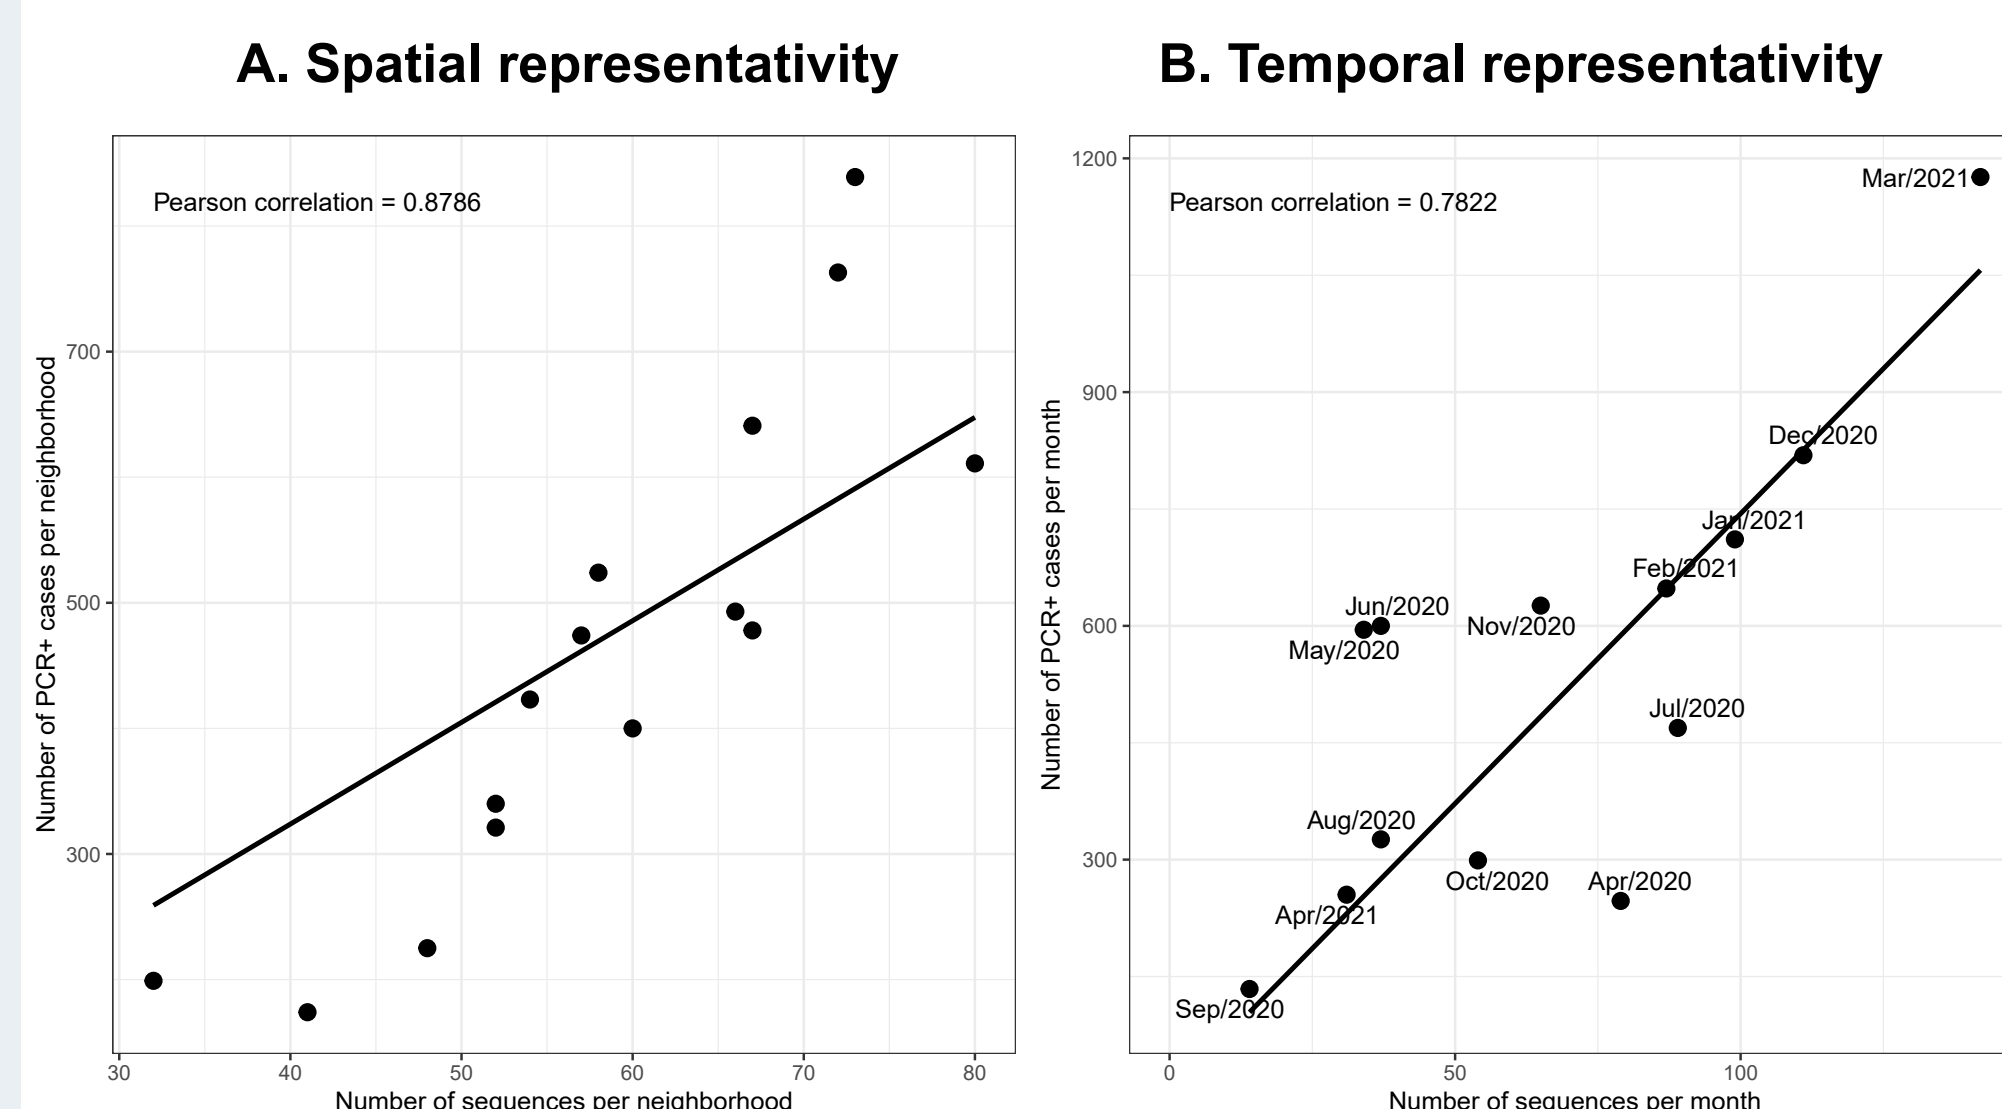 A. Spatial representativity
Pearson correlation = 0.8786
Number of PCR+ cases per neighborhood
700
500
300
30 40 50 60 70 80
Number of sequences per neighborhood
B. Temporal representativity
Pearson correlation = 0.7822
Number of PCR+ cases per month
1200
900
600
300
Mar/2021
Dec/2020
Jan/2021
Feb/2021
Jun/2020
Nov/2020
May/2020
Jul/2020
Aug/2020
Oct/2020
Apr/2020
Apr/2021
Sep/2020
0 50 100
Number of sequences per month